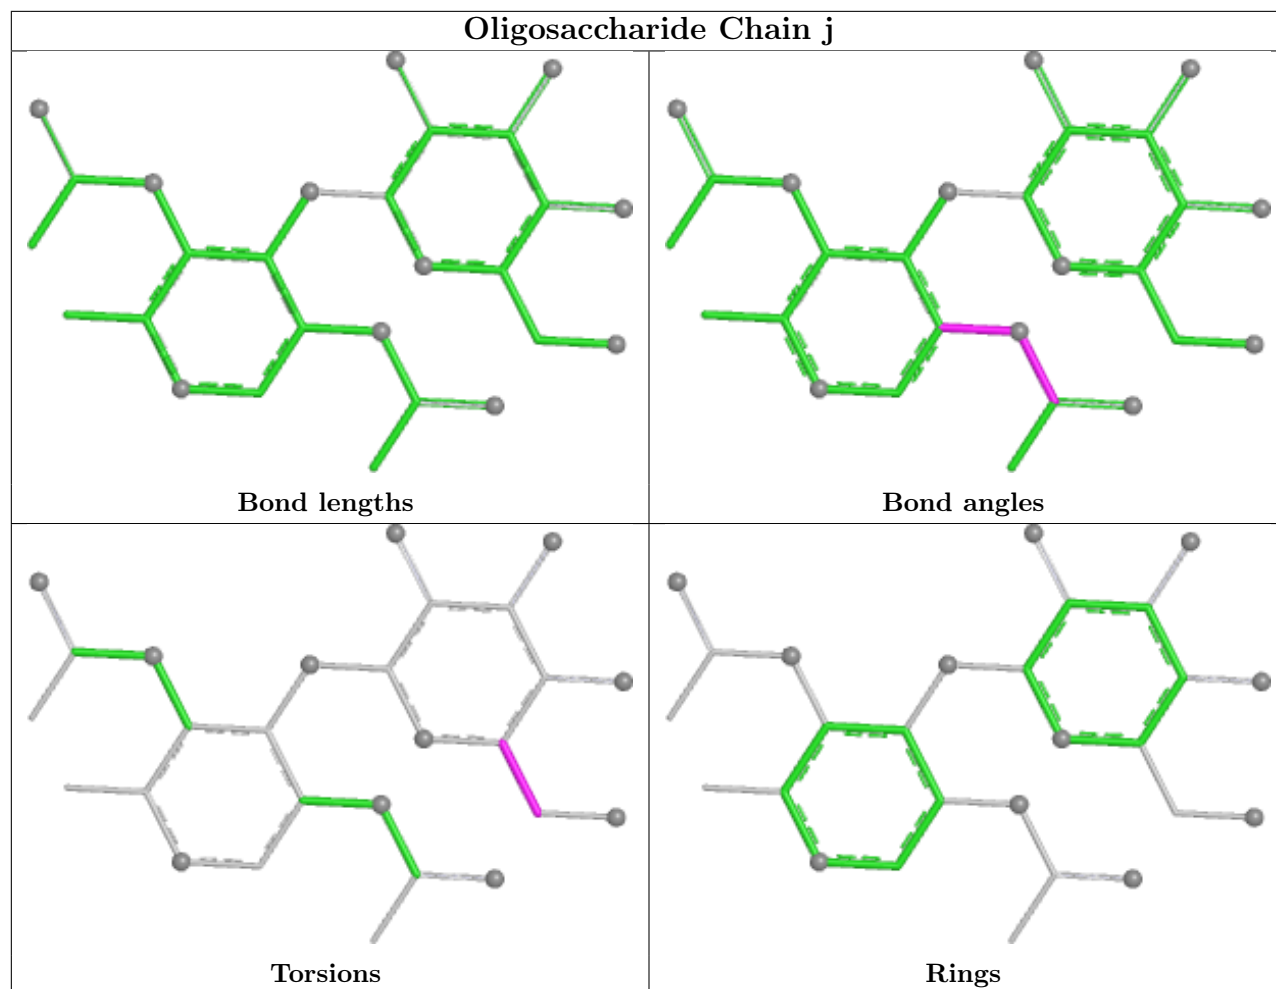 Oligosaccharide Chain j
Bond lengths
Bond angles
Torsions
Rings